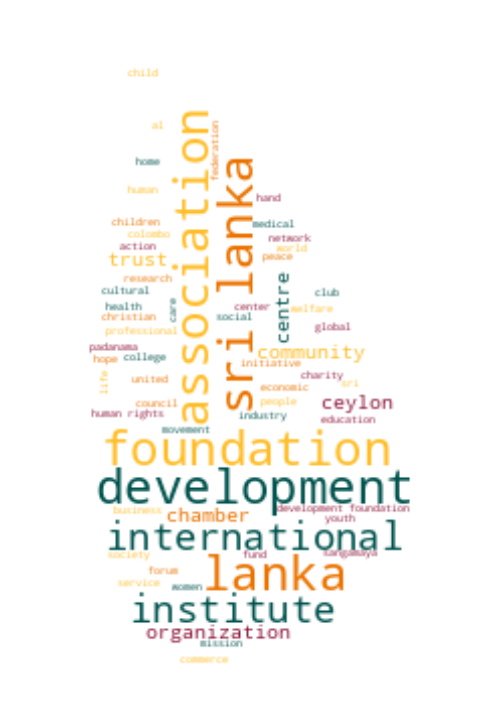 child
al
association
federation
home
sri lanka
human
hand
children
medical
colombo
network
action
world
trust
peace
research
centre
cultural
club
care
health
center
welfare
christian
social
global
professional
padanama
community
hope
college
initiative
life
united
charity
sri
economic
council
people
ceylon
human rights
industry
education
movement
foundation
development
business
chamber
development foundation
youth
international
society
fund
sangamaya
forum
lanka
service
women
institute
organization
mission
commerce